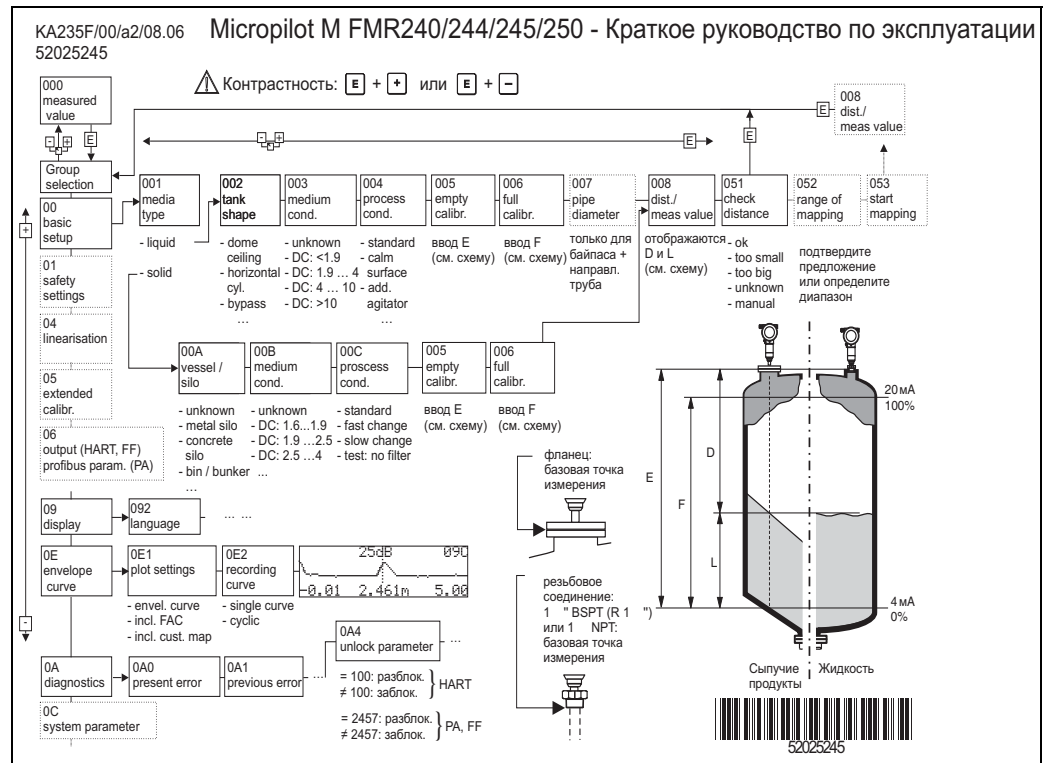 KA235F/00/a2/08.06
52025245
Micropilot M FMR240/244/245/250 - Краткое руководство по эксплуатации
Контрастность: E + + или E + –
000
measured
value
- +
E
Group
selection
- +
E
E
E
008
dist./
meas value
00
basic
setup
001
media
type
002
tank
shape
003
medium
cond.
004
process
cond.
005
empty
calibr.
006
full
calibr.
007
pipe
diameter
008
dist./
meas value
051
check
distance
052
range of
mapping
053
start
mapping
+
- liquid
- solid
- dome
ceiling
- horizontal
cyl.
- bypass
…
- unknown
- DC: <1.9
- DC: 1.9 … 4
- DC: 4 … 10
- DC: >10
- standard
- calm
surface
- add.
agitator
…
ввод E
(см. схему)
ввод F
(см. схему)
только для
байпаса +
направл.
труба
отображаются
D и L
(см. схему)
- ok
- too small
- too big
- unknown
- manual
подтвердите
предложение
или определите
диапазон
01
safety
settings
04
linearisation
05
extended
calibr.
06
output (HART, FF)
profibus param. (PA)
00A
vessel /
silo
00B
medium
cond.
00C
proscess
cond.
005
empty
calibr.
006
full
calibr.
- unknown
- metal silo
- concrete
silo
- bin / bunker
…
- unknown
- DC: 1.6...1.9
- DC: 1.9 …2.5
- DC: 2.5 …4
…
- standard
- fast change
- slow change
- test: no filter
ввод E
(см. схему)
ввод F
(см. схему)
09
display
092
language
… …
0E
envelope
curve
0E1
plot settings
0E2
recording
curve
25dB 09C
-0.01 2.461m 5.00
- envel. curve
- incl. FAC
- incl. cust. map
- single curve
- cyclic
-
0A
diagnostics
0A0
present error
0A1
previous error
…
0A4
unlock parameter
…
= 100: разблок.
≠ 100: заблок.
HART
= 2457: разблок.
≠ 2457: заблок.
PA, FF
0C
system parameter
фланец:
базовая точка
измерения
резьбовое
соединение:
1 " BSPT (R 1 ")
или 1 NPT:
базовая точка
измерения
20 мА
100%
D
E
F
L
4 мА
0%
Сыпучие
продукты
Жидкость
52025245